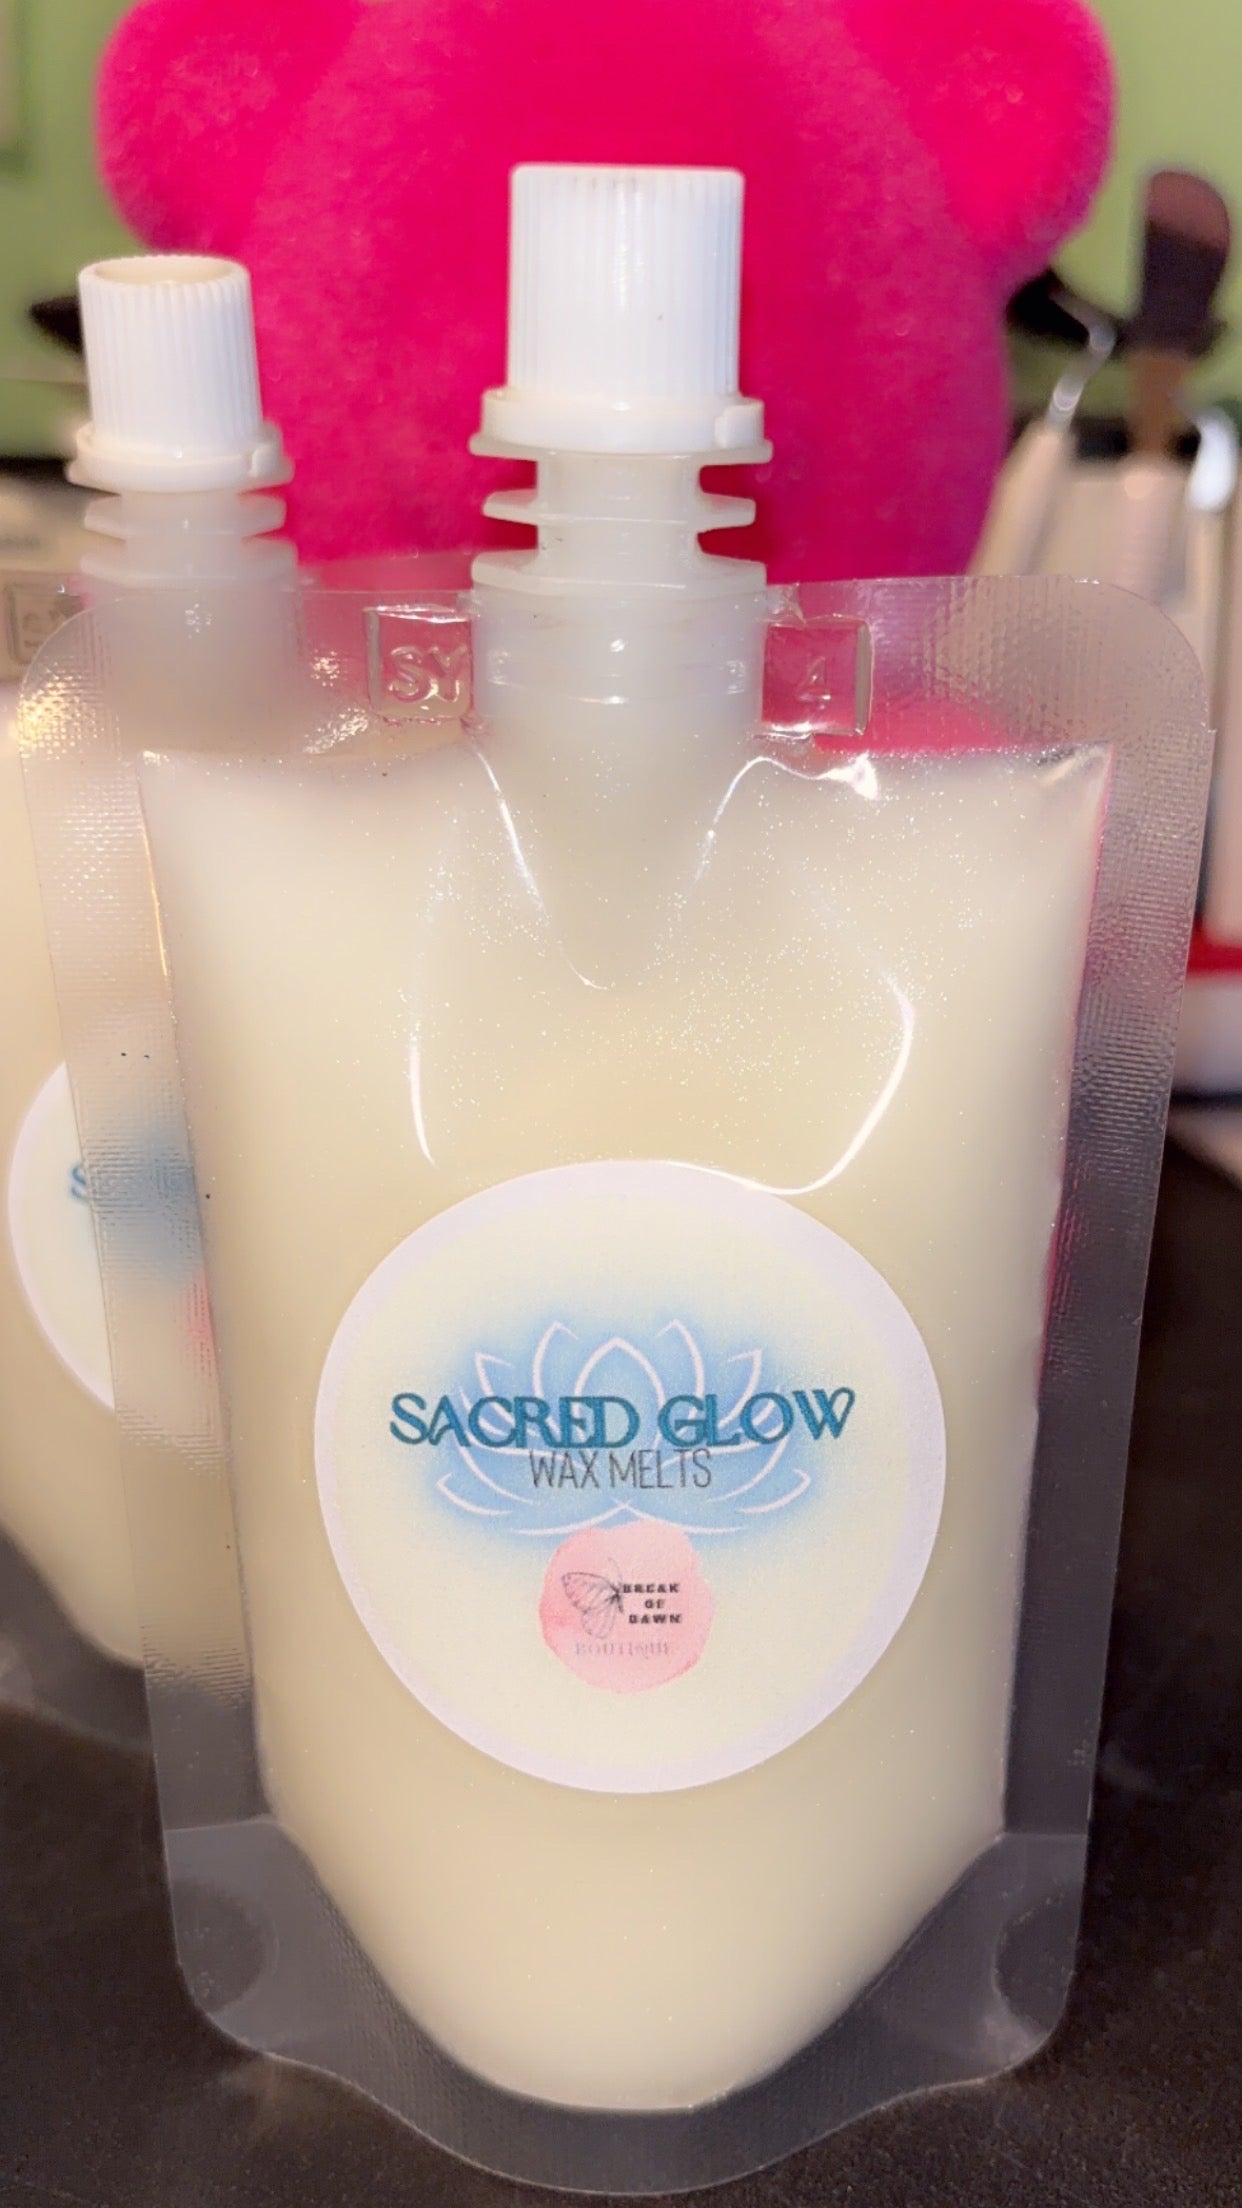 SY
4
SACRED GLOW
WAX MELTS
BREAK
OF
DAWN
BOUTIQUE
S